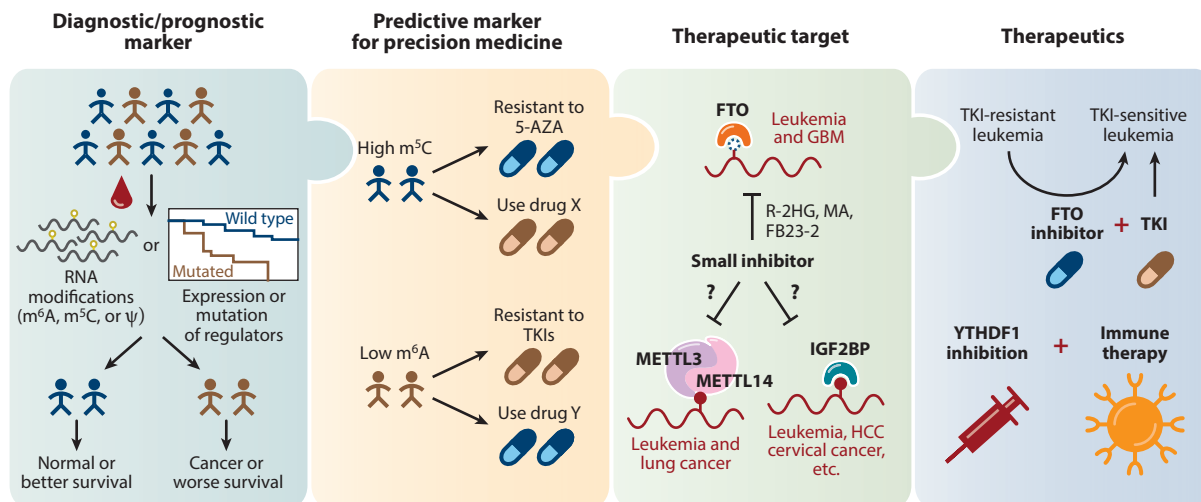 Diagnostic/prognostic
marker
Wild type
or
Mutated
RNA
modifications
(m⁶A, m⁵C, or ψ)
Expression or
mutation
of regulators
Normal or
better survival
Cancer or
worse survival
Predictive marker
for precision medicine
Resistant to
5-AZA
High m⁵C
Use drug X
Resistant to
TKIs
Low m⁶A
Use drug Y
Therapeutic target
FTO
Leukemia
and GBM
R-2HG, MA,
FB23-2
Small inhibitor
?
?
METTL3
METTL14
IGF2BP
Leukemia and
lung cancer
Leukemia, HCC
cervical cancer,
etc.
Therapeutics
TKI-resistant
leukemia
TKI-sensitive
leukemia
FTO
inhibitor
+
TKI
YTHDF1
inhibition
+
Immune
therapy